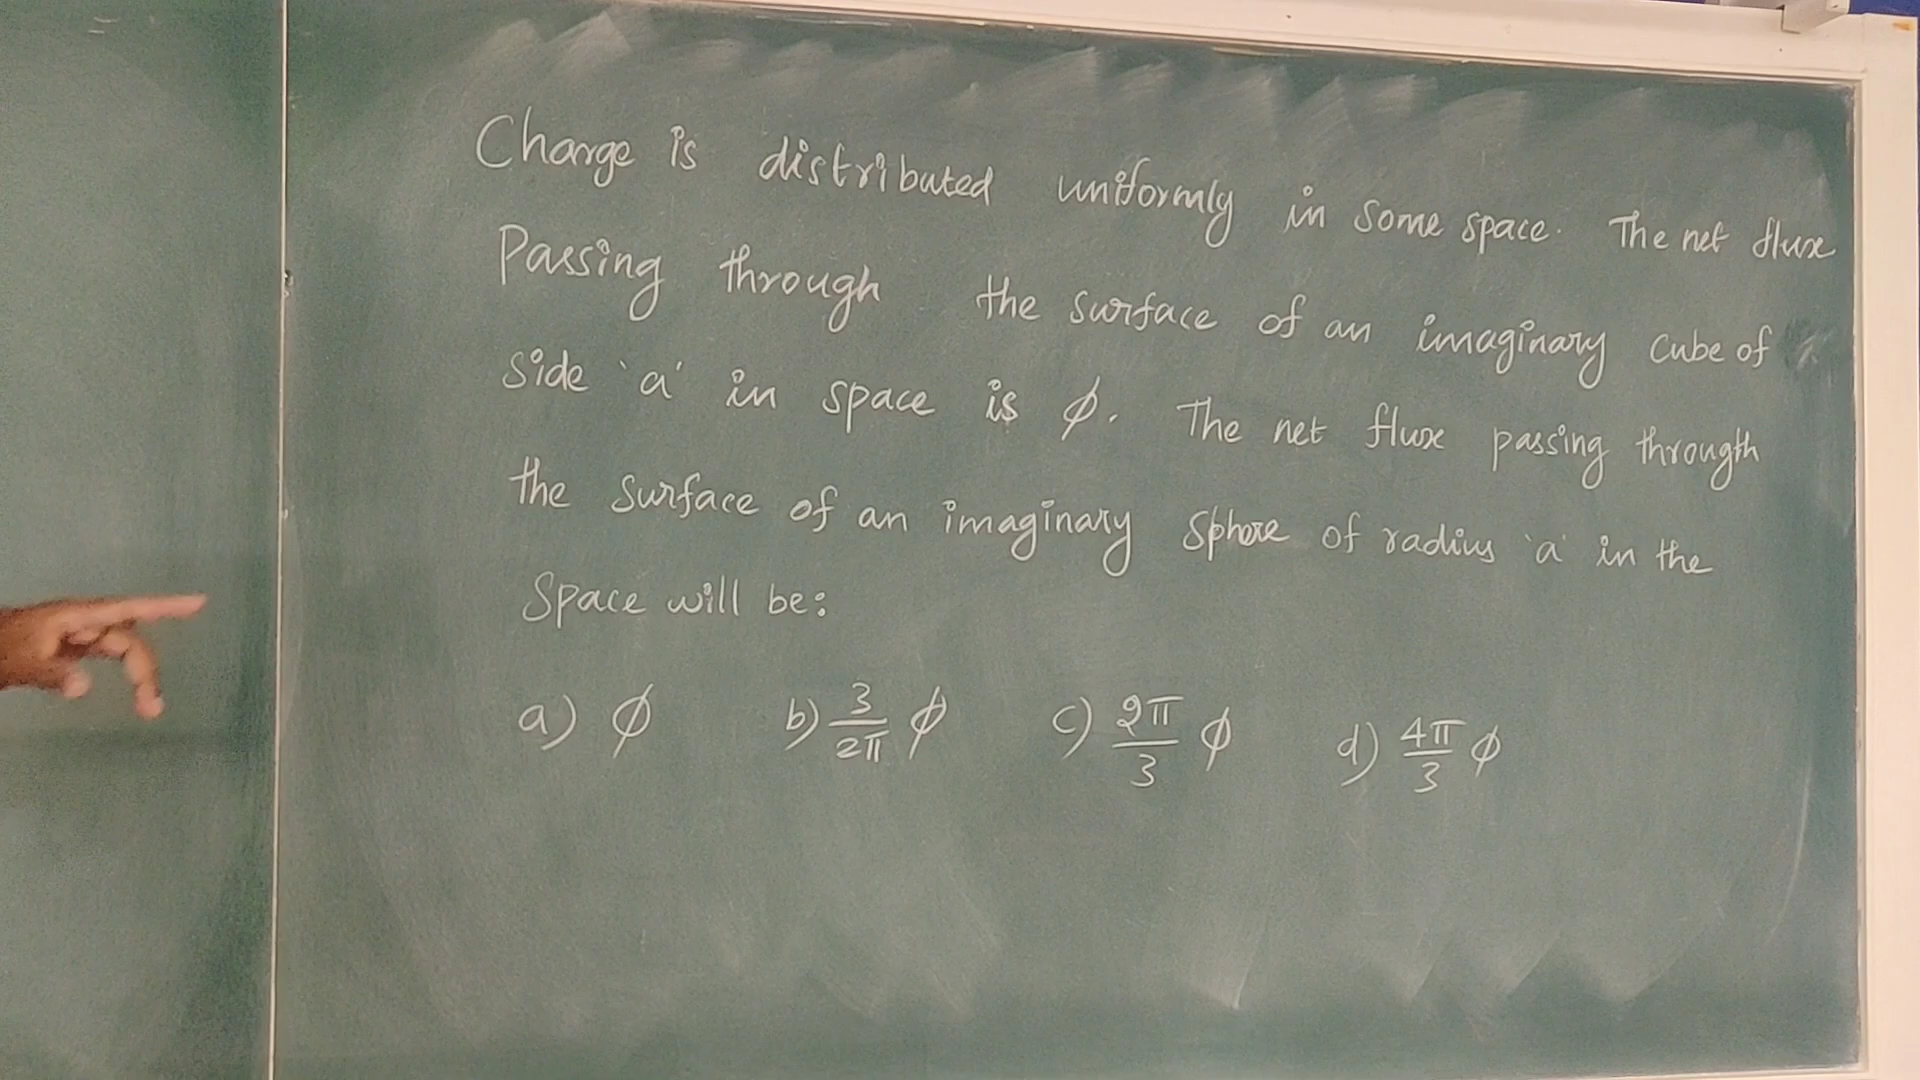 Charge is distributed uniformly in some space. The net flux
Passing through the surface of an imaginary cube of
side 'a' in space is ϕ. The net flux passing througth
the surface of an imaginary sphere of radius 'a' in the
Space will be:
a) ϕ b) 3/2π ϕ c) 2π/3 ϕ d) 4π/3 ϕ